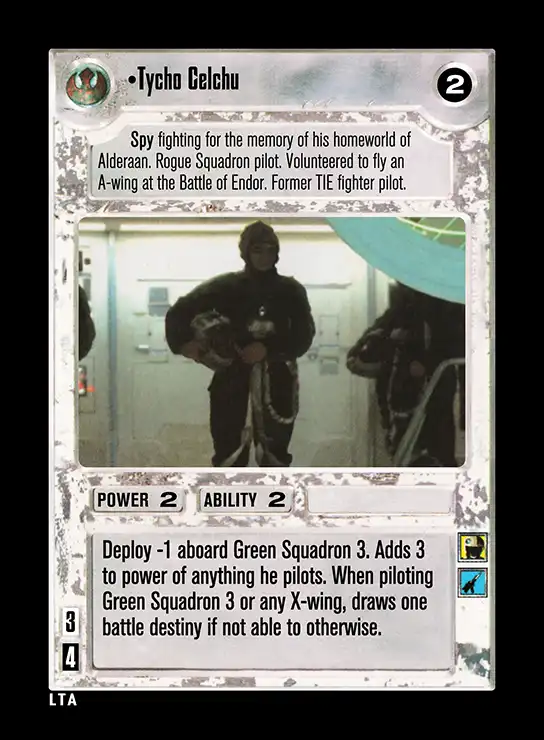 •Tycho Celchu
2
Spy fighting for the memory of his homeworld of
Alderaan. Rogue Squadron pilot. Volunteered to fly an
A-wing at the Battle of Endor. Former TIE fighter pilot.
POWER 2 ABILITY 2
Deploy -1 aboard Green Squadron 3. Adds 3
to power of anything he pilots. When piloting
Green Squadron 3 or any X-wing, draws one
battle destiny if not able to otherwise.
3
4
LTA